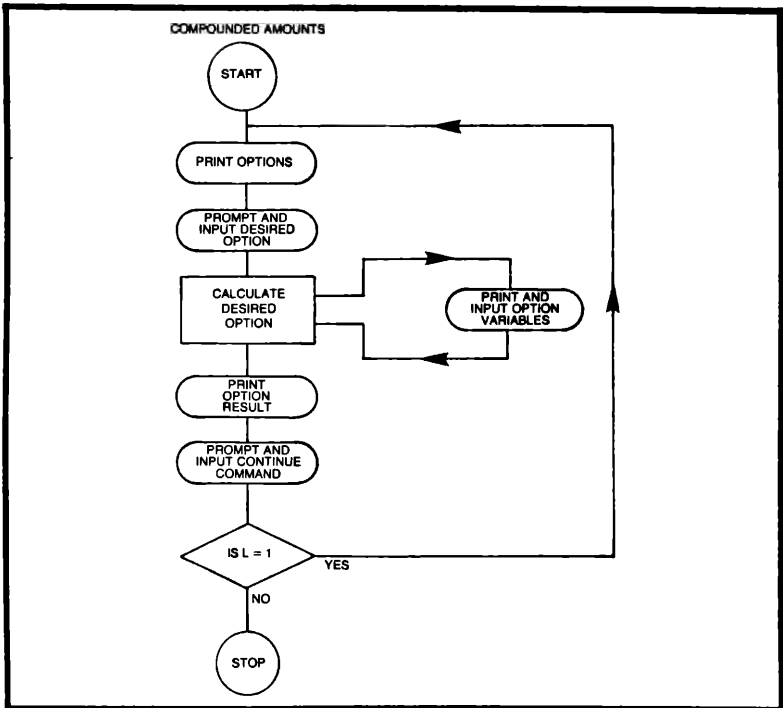 COMPOUNDED AMOUNTS
START
PRINT OPTIONS
PROMPT AND
INPUT DESIRED
OPTION
CALCULATE
DESIRED
OPTION
PRINT AND
INPUT OPTION
VARIABLES
PRINT
OPTION
RESULT
PROMPT AND
INPUT CONTINUE
COMMAND
IS L = 1
YES
NO
STOP